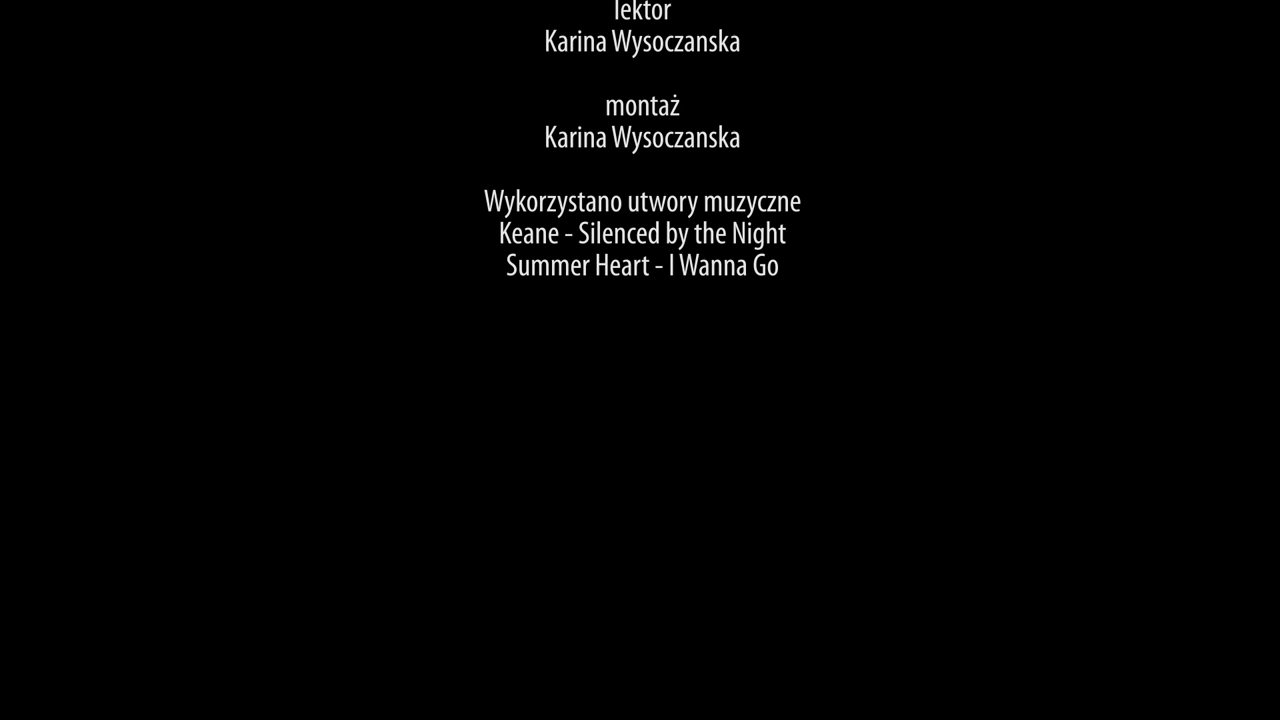 lektor
Karina Wysoczanska
montaż
Karina Wysoczanska
Wykorzystano utwory muzyczne
Keane - Silenced by the Night
Summer Heart - I Wanna Go